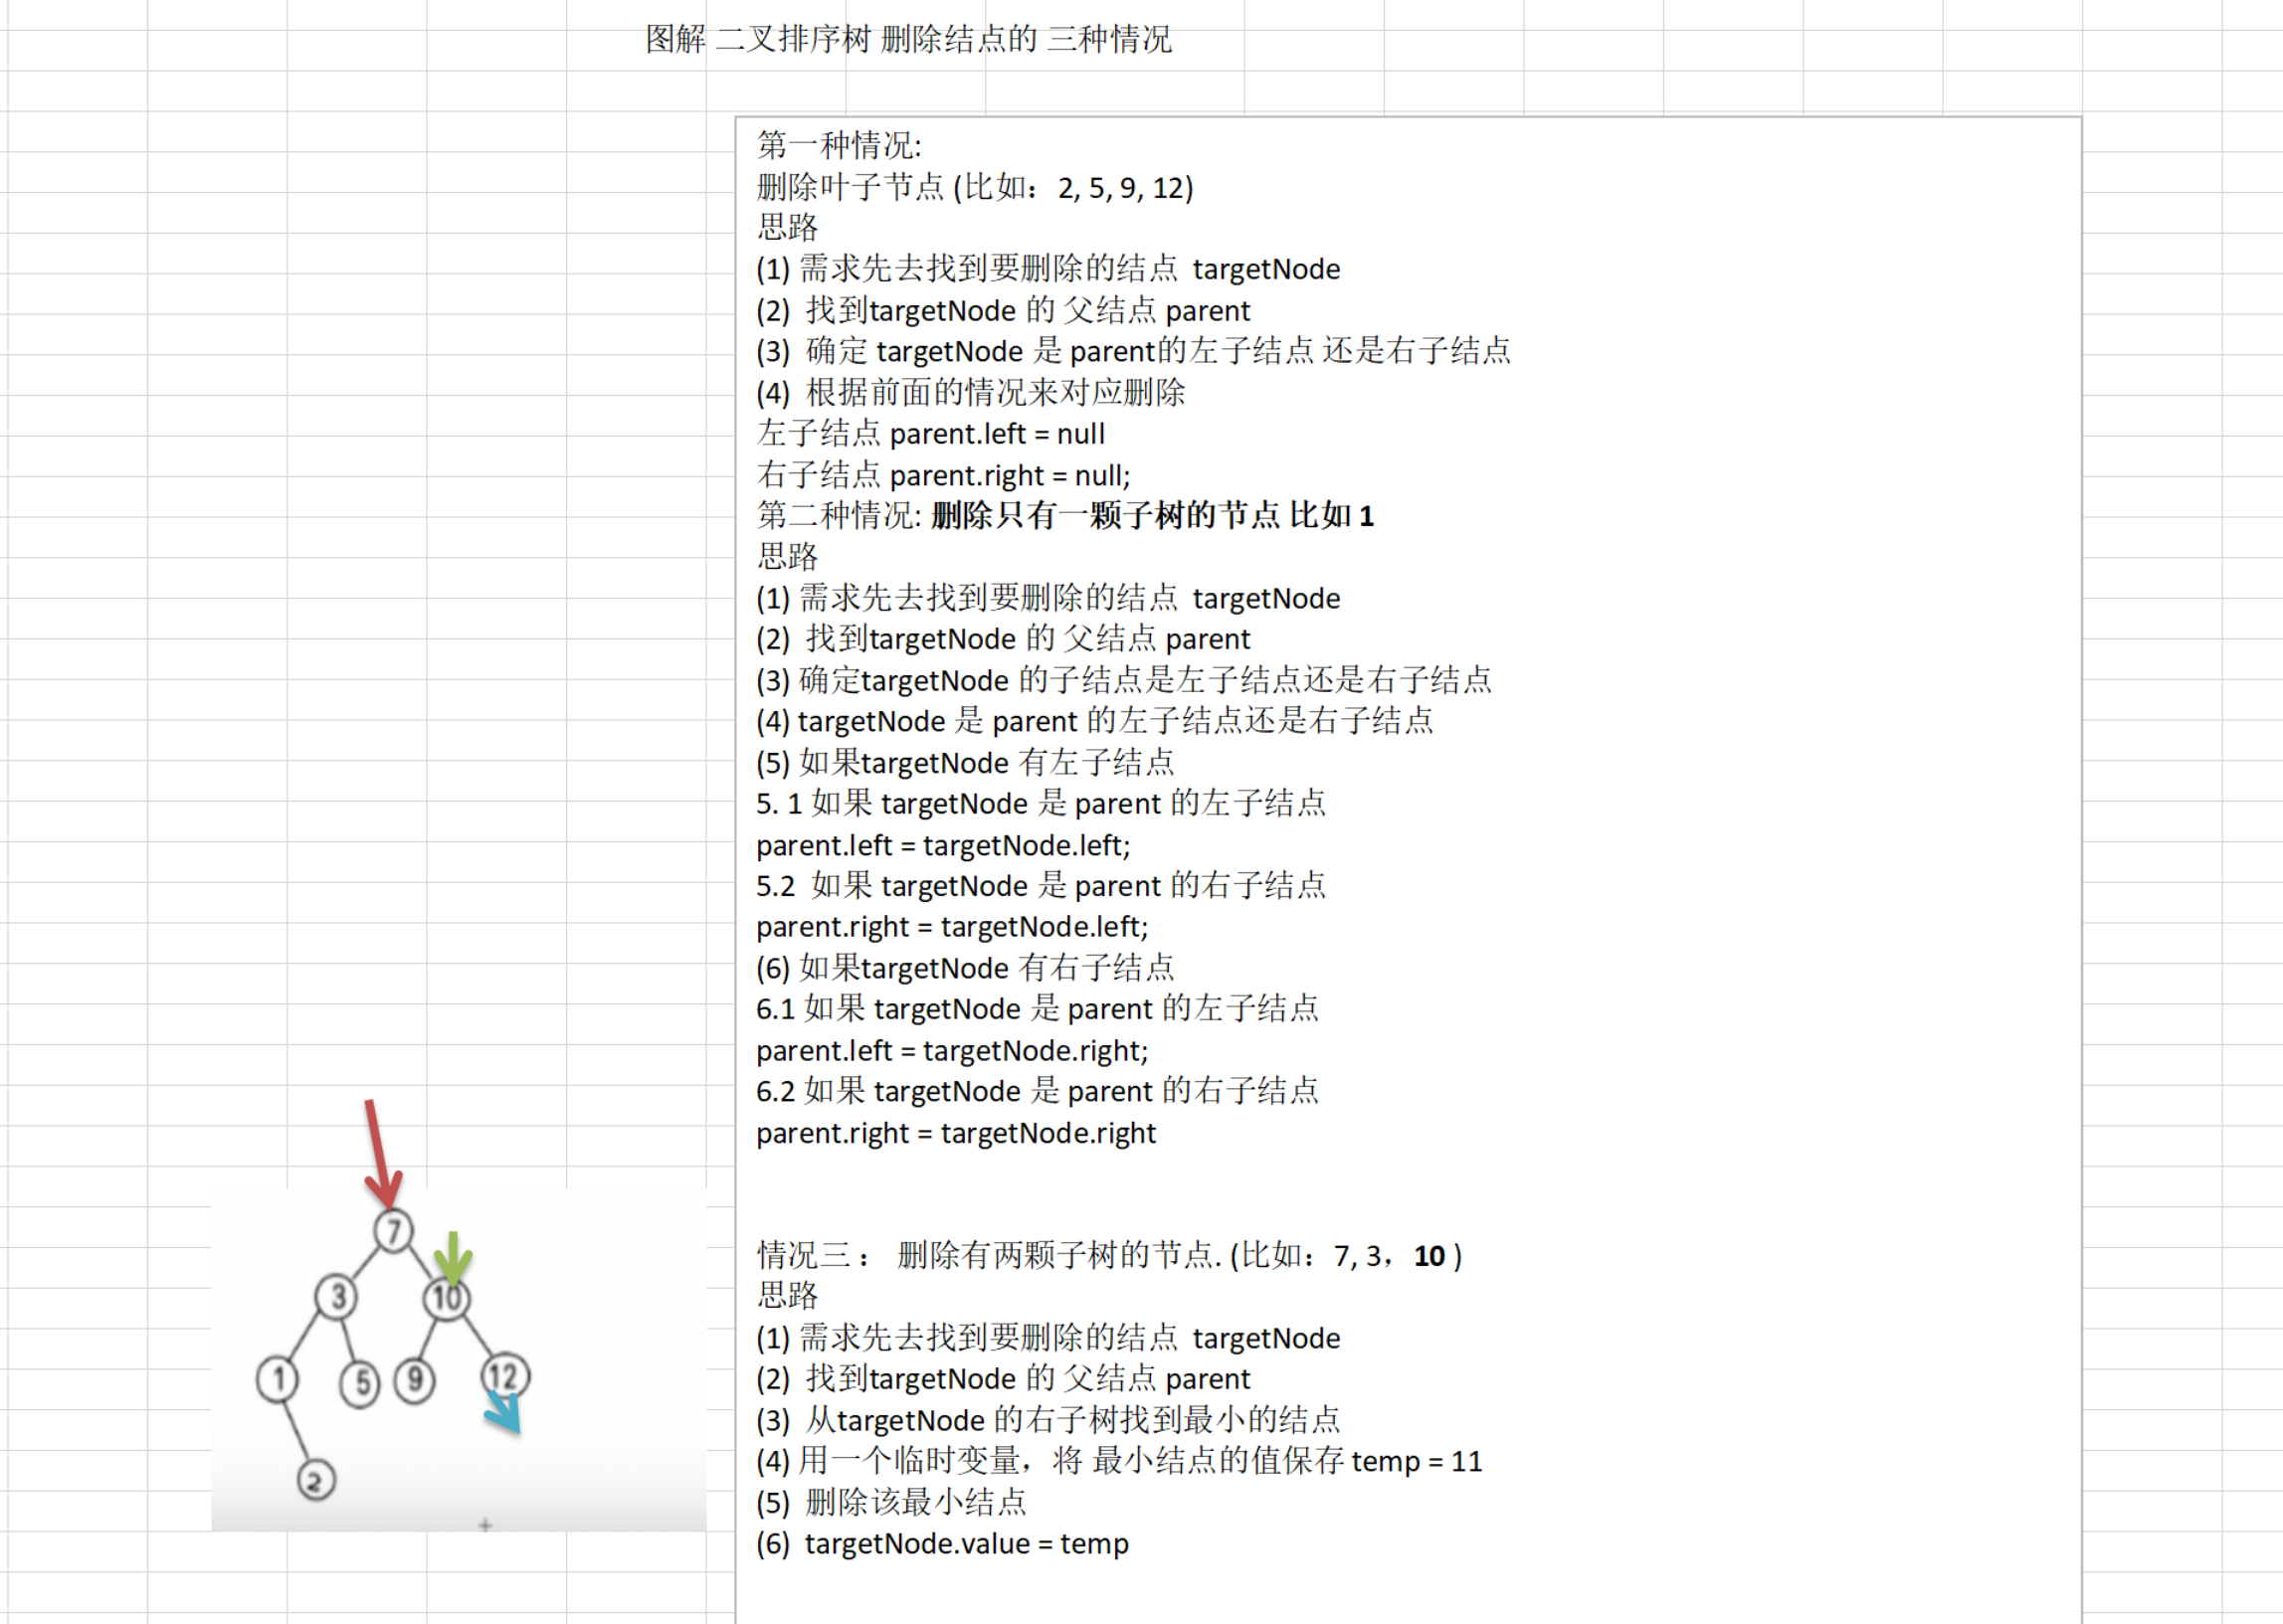 图解 二叉排序树 删除结点的 三种情况
第一种情况:
删除叶子节点 (比如：2, 5, 9, 12)
思路
(1) 需求先去找到要删除的结点 targetNode
(2) 找到targetNode 的 父结点 parent
(3) 确定 targetNode 是 parent的左子结点 还是右子结点
(4) 根据前面的情况来对应删除
左子结点 parent.left = null
右子结点 parent.right = null;
第二种情况: 删除只有一颗子树的节点 比如 1
思路
(1) 需求先去找到要删除的结点 targetNode
(2) 找到targetNode 的 父结点 parent
(3) 确定targetNode 的子结点是左子结点还是右子结点
(4) targetNode 是 parent 的左子结点还是右子结点
(5) 如果targetNode 有左子结点
5. 1 如果 targetNode 是 parent 的左子结点
parent.left = targetNode.left;
5.2 如果 targetNode 是 parent 的右子结点
parent.right = targetNode.left;
(6) 如果targetNode 有右子结点
6.1 如果 targetNode 是 parent 的左子结点
parent.left = targetNode.right;
6.2 如果 targetNode 是 parent 的右子结点
parent.right = targetNode.right
情况三 ： 删除有两颗子树的节点. (比如：7, 3，10 )
思路
(1) 需求先去找到要删除的结点 targetNode
(2) 找到targetNode 的 父结点 parent
(3) 从targetNode 的右子树找到最小的结点
(4) 用一个临时变量，将 最小结点的值保存 temp = 11
(5) 删除该最小结点
(6) targetNode.value = temp
7
3 10
1 5 9 12
2